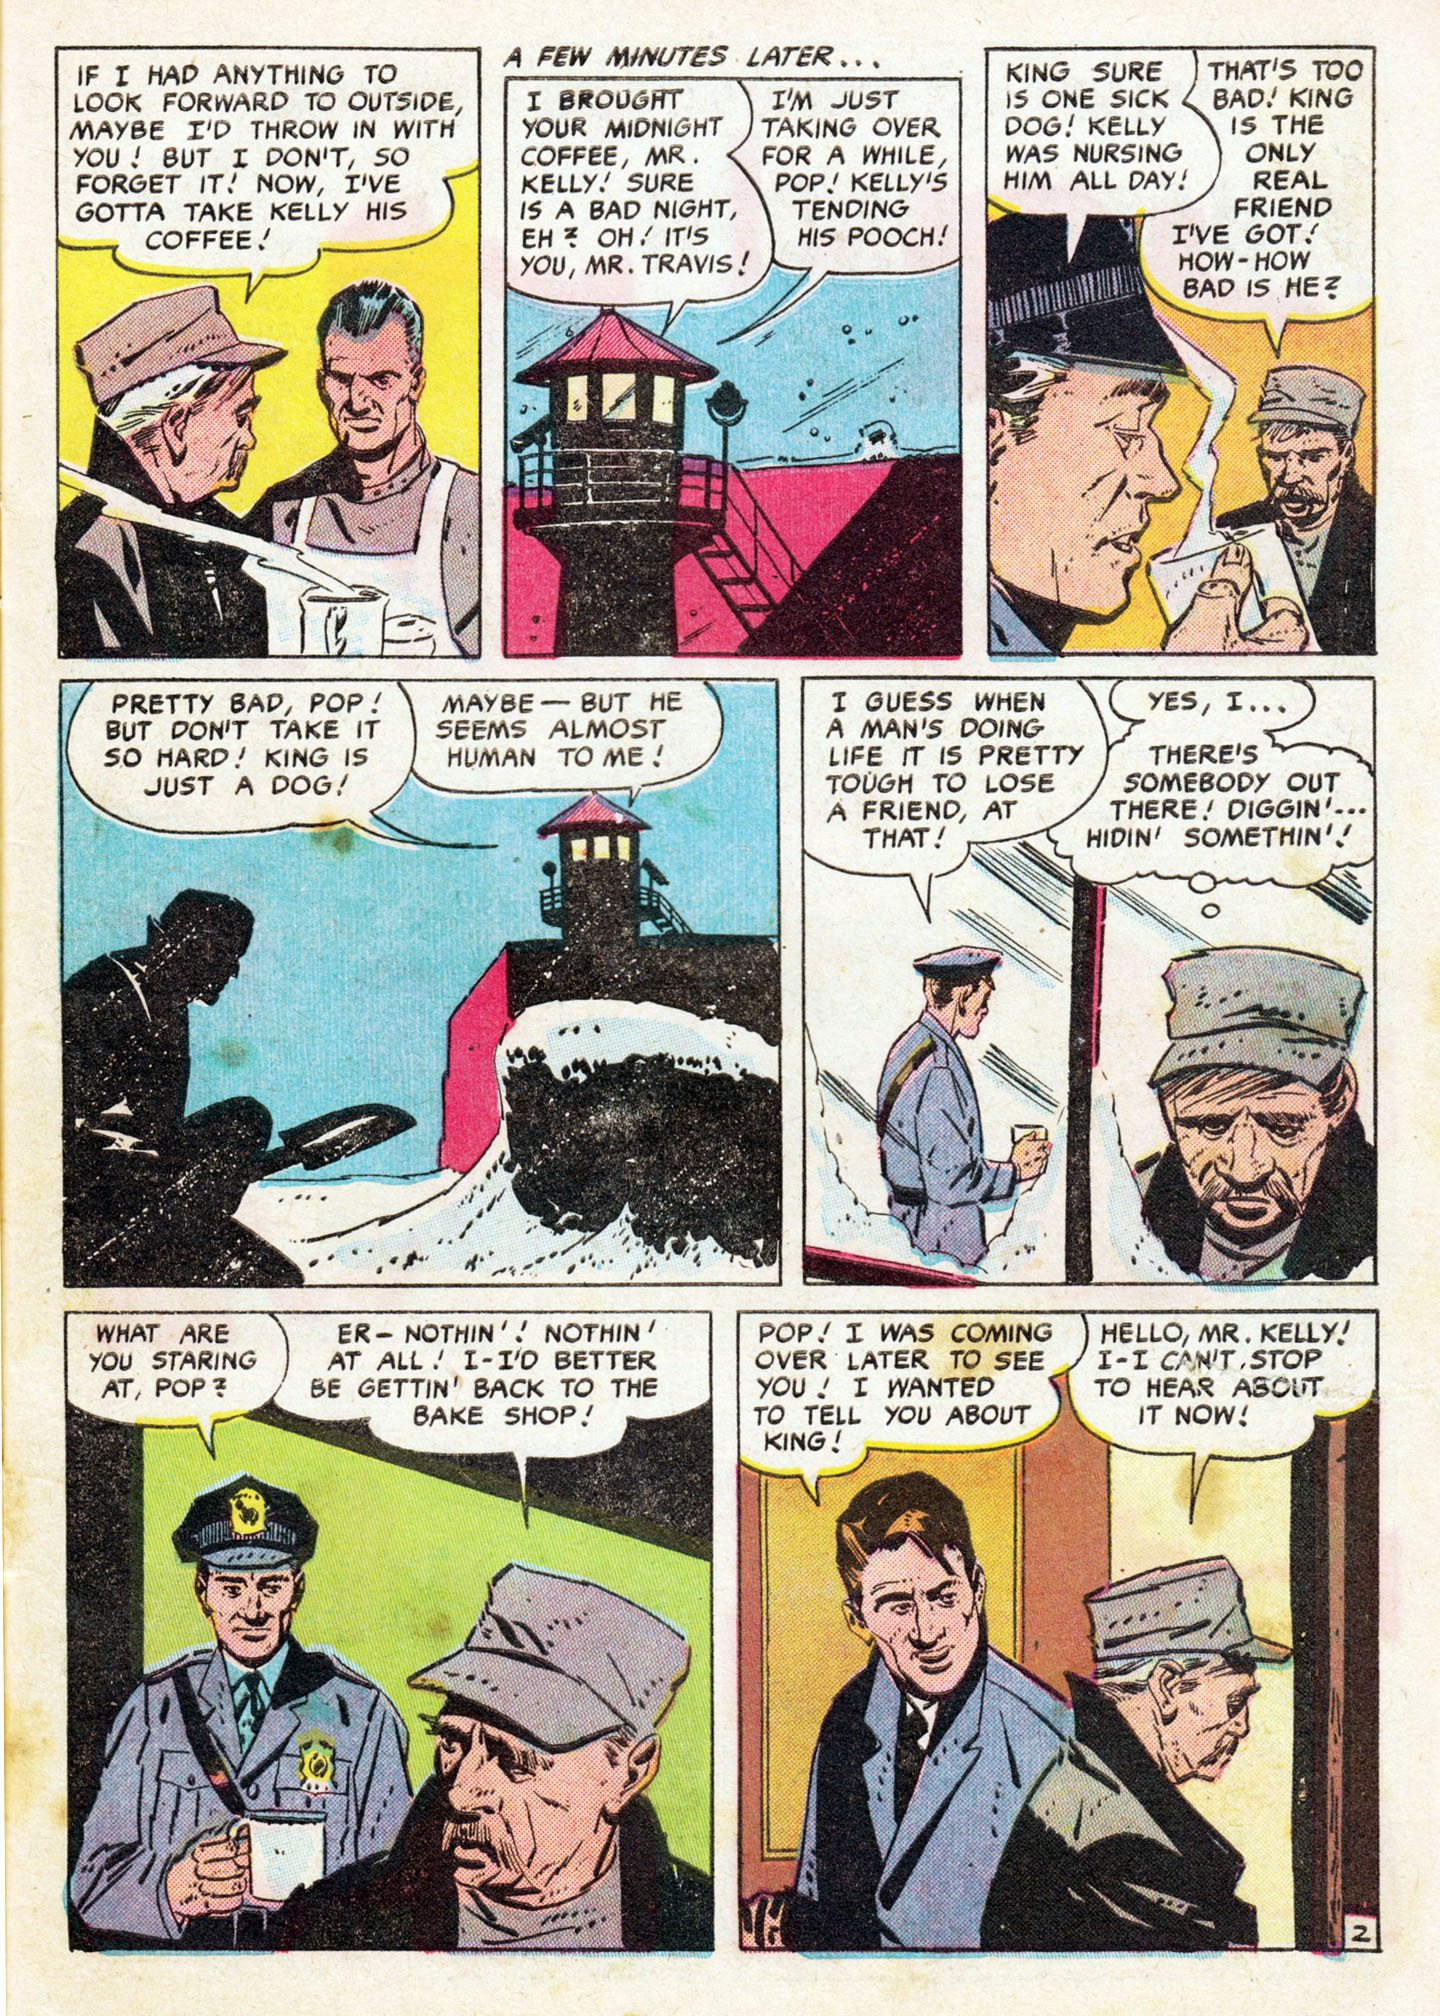 IF I HAD ANYTHING TO
LOOK FORWARD TO OUTSIDE,
MAYBE I'D THROW IN WITH
YOU! BUT I DON'T, SO
FORGET IT! NOW, I'VE
GOTTA TAKE KELLY HIS
COFFEE!
A FEW MINUTES LATER...
I BROUGHT
YOUR MIDNIGHT
COFFEE, MR.
KELLY! SURE
IS A BAD NIGHT,
EH? OH! IT'S
YOU, MR. TRAVIS!
I'M JUST
TAKING OVER
FOR A WHILE,
POP! KELLY'S
TENDING
HIS POOCH!
KING SURE
IS ONE SICK
DOG! KELLY
WAS NURSING
HIM ALL DAY!
THAT'S TOO
BAD! KING
IS THE
ONLY
REAL
FRIEND
I'VE GOT!
HOW-HOW
BAD IS HE?
PRETTY BAD, POP!
BUT DON'T TAKE IT
SO HARD! KING IS
JUST A DOG!
MAYBE — BUT HE
SEEMS ALMOST
HUMAN TO ME!
I GUESS WHEN
A MAN'S DOING
LIFE IT IS PRETTY
TOUGH TO LOSE
A FRIEND, AT
THAT!
YES, I...
THERE'S
SOMEBODY OUT
THERE! DIGGIN'...
HIDIN' SOMETHIN'!
WHAT ARE
YOU STARING
AT, POP?
ER— NOTHIN'! NOTHIN'
AT ALL! I-I'D BETTER
BE GETTIN' BACK TO THE
BAKE SHOP!
POP! I WAS COMING
OVER LATER TO SEE
YOU! I WANTED
TO TELL YOU ABOUT
KING!
HELLO, MR. KELLY!
I-I CAN'T STOP
TO HEAR ABOUT
IT NOW!
2